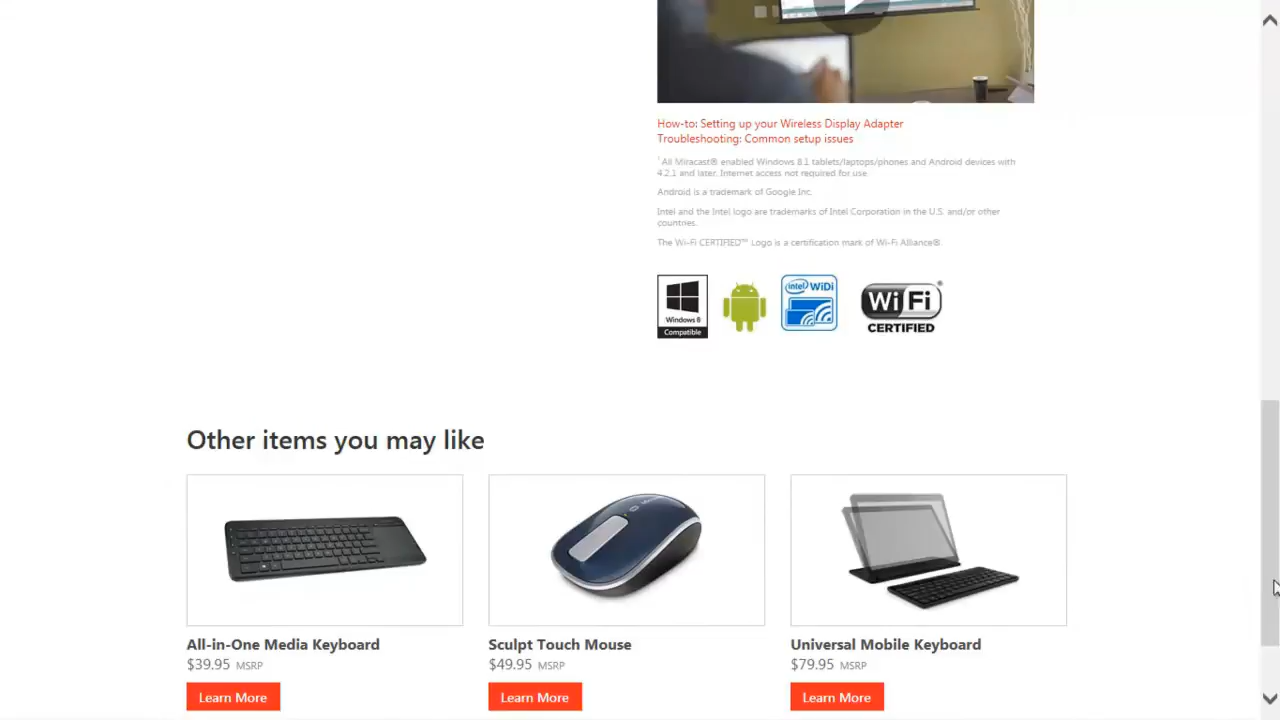 How-to: Setting up your Wireless Display Adapter
Troubleshooting: Common setup issues
¹ All Miracast® enabled Windows 8.1 tablets/laptops/phones and Android devices with
4.2.1 and later. Internet access not required for use.
Android is a trademark of Google Inc.
Intel and the Intel logo are trademarks of Intel Corporation in the U.S. and/or other
countries.
The Wi-Fi CERTIFIED™ Logo is a certification mark of Wi-Fi Alliance®.
Windows 8
Compatible
intel WiDi
Wi Fi®
CERTIFIED
Other items you may like
All-in-One Media Keyboard
$39.95 MSRP
Learn More
Sculpt Touch Mouse
$49.95 MSRP
Learn More
Universal Mobile Keyboard
$79.95 MSRP
Learn More